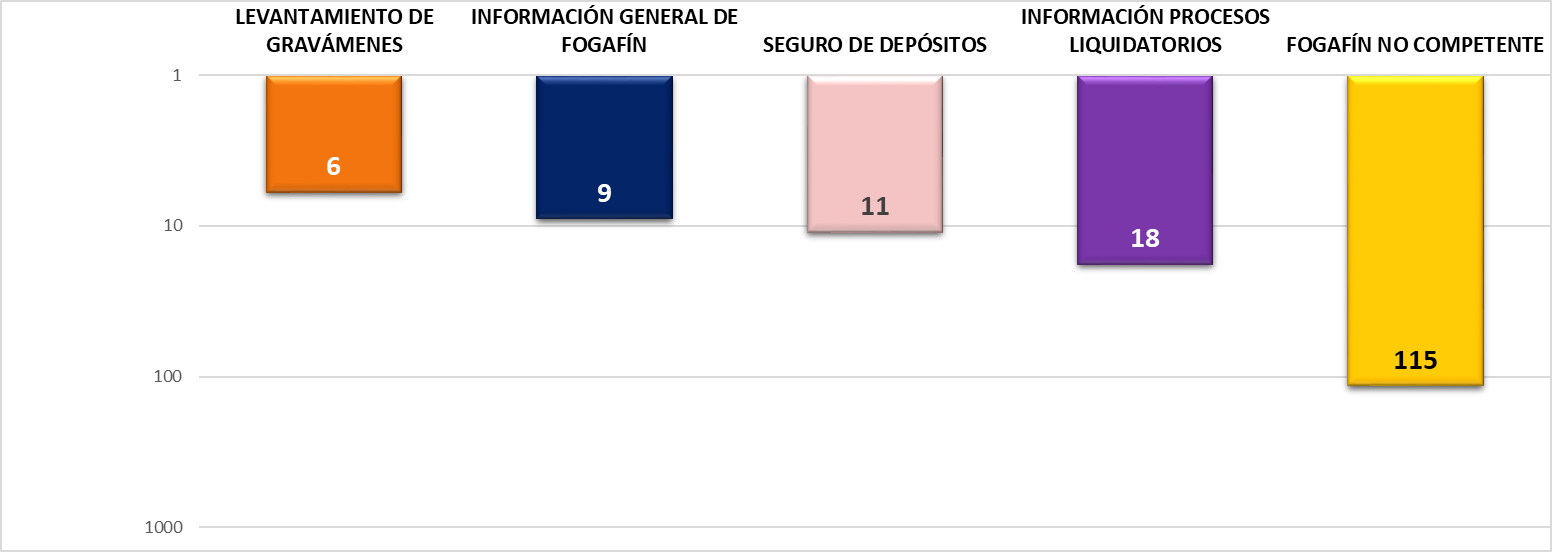 LEVANTAMIENTO DE
GRAVÁMENES
INFORMACIÓN GENERAL DE
FOGAFÍN
SEGURO DE DEPÓSITOS
INFORMACIÓN PROCESOS
LIQUIDATORIOS
FOGAFÍN NO COMPETENTE
1
10
100
1000
6
9
11
18
115